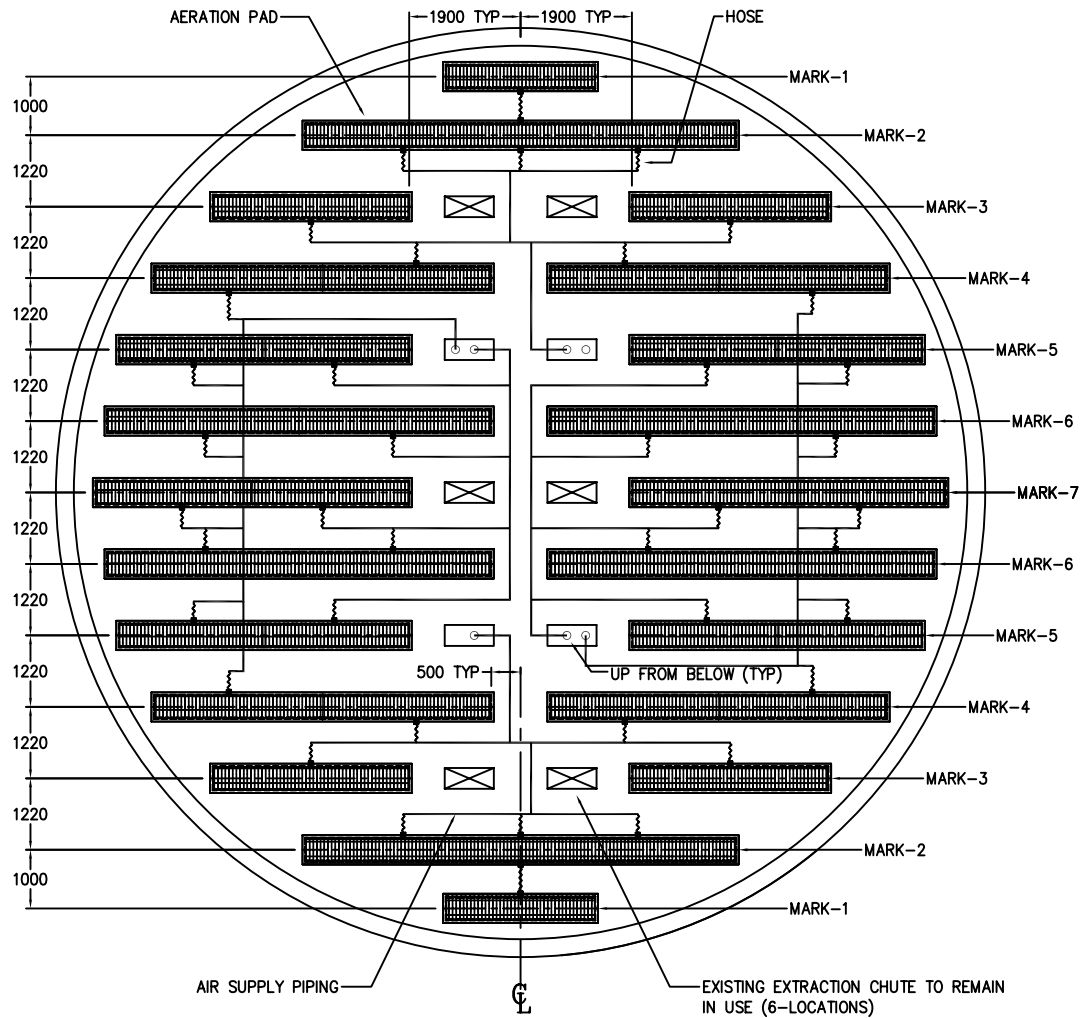 AERATION PAD
1900 TYP
1900 TYP
HOSE
MARK-1
1000
MARK-2
1220
MARK-3
1220
MARK-4
1220
MARK-5
1220
MARK-6
1220
MARK-7
1220
MARK-6
1220
MARK-5
500 TYP
UP FROM BELOW (TYP)
1220
MARK-4
1220
MARK-3
1220
MARK-2
1000
MARK-1
AIR SUPPLY PIPING
CL
EXISTING EXTRACTION CHUTE TO REMAIN
IN USE (6-LOCATIONS)